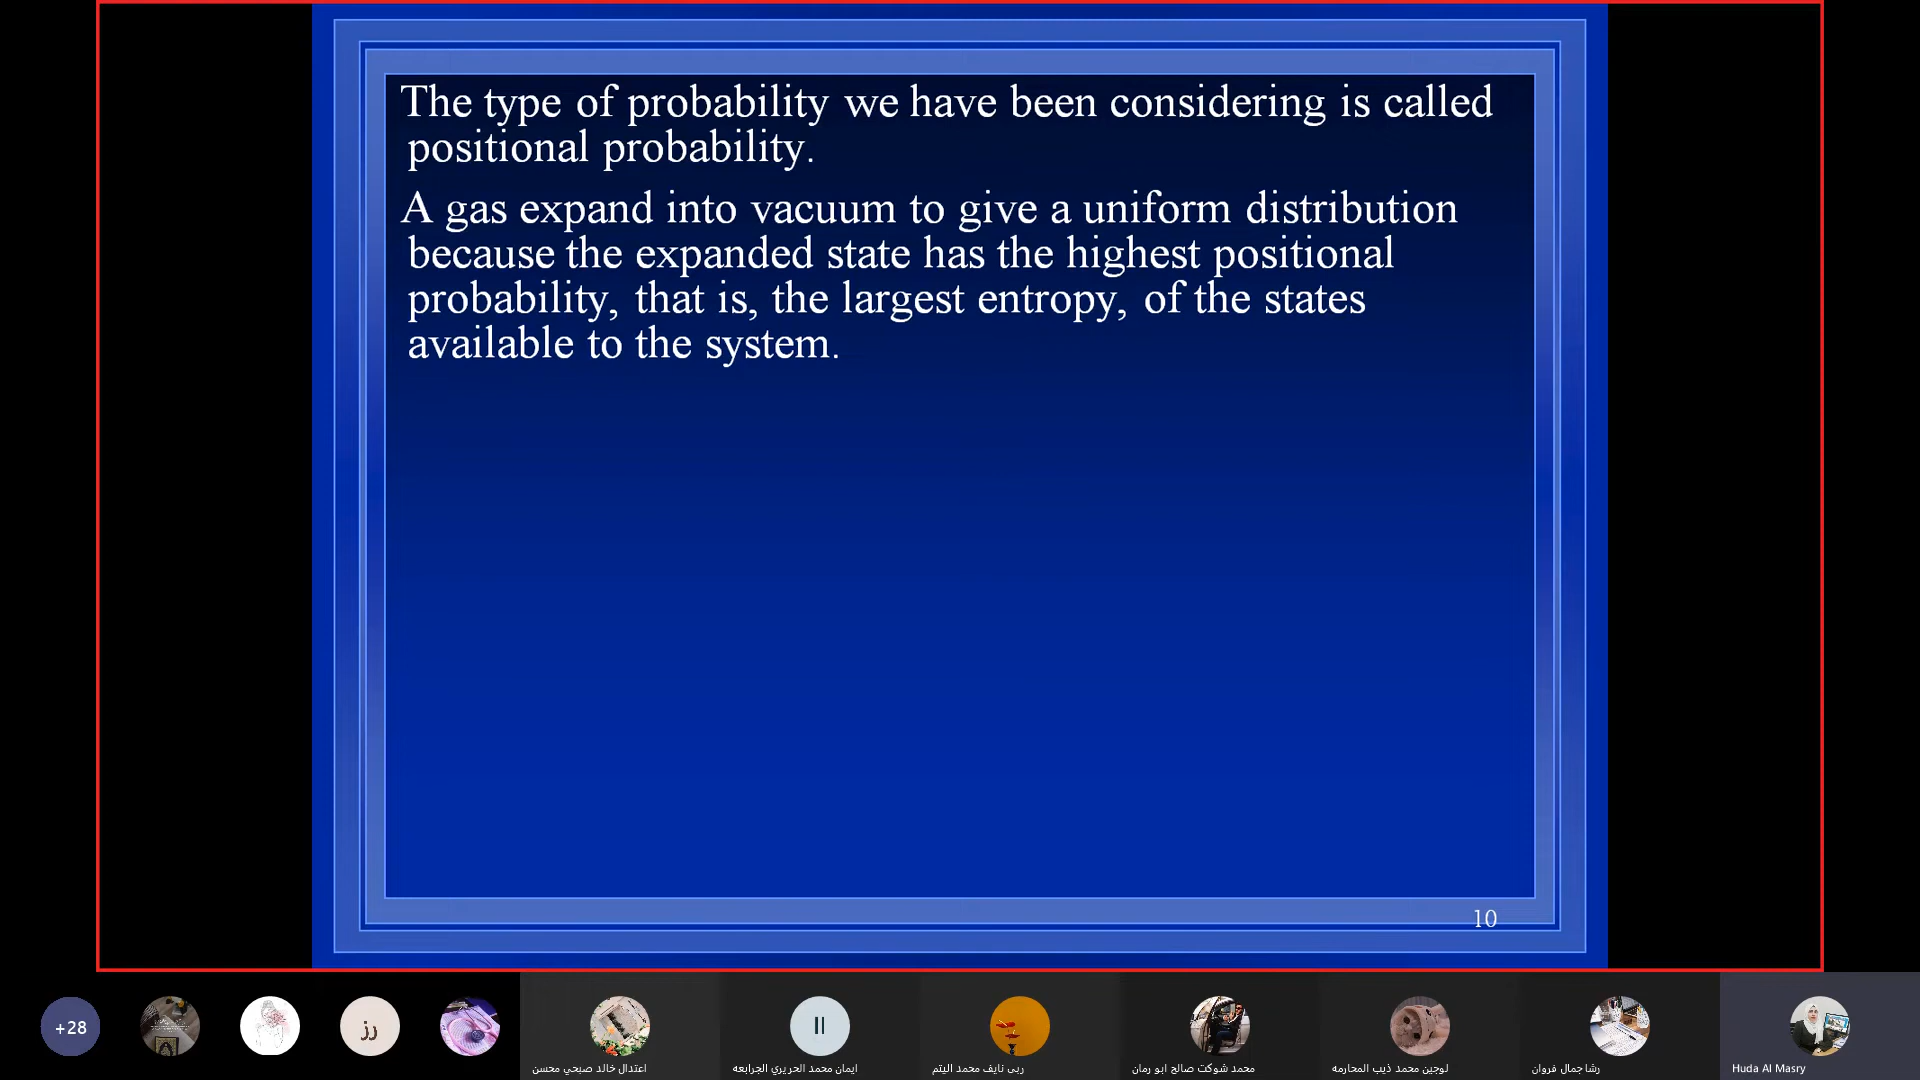 The type of probability we have been considering is called
positional probability.
A gas expand into vacuum to give a uniform distribution
because the expanded state has the highest positional
probability, that is, the largest entropy, of the states
available to the system.
10
+28
رز
اعتدال خالد صبحي محسن
ايمان محمد الحريري الجرابعه
ربى نايف محمد اليتم
محمد شوكت صالح ابو رمان
لوجين محمد ذيب المحارمه
رشا جمال فروان
Huda Al Masry